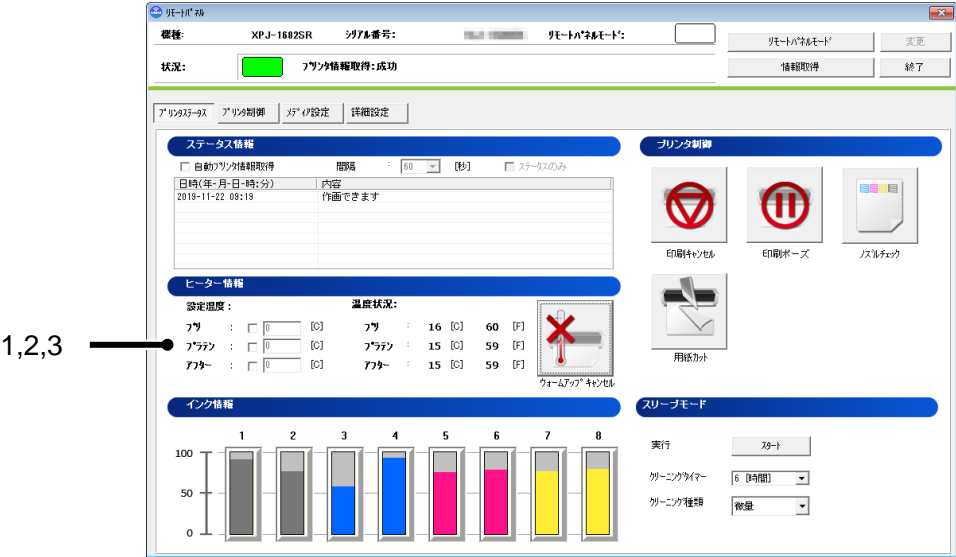 ﾘﾓｰﾄﾊﾟﾈﾙ
機種: XPJ-1682SR ｼﾘｱﾙ番号: ﾘﾓｰﾄﾊﾟﾈﾙﾓｰﾄﾞ:
ﾘﾓｰﾄﾊﾟﾈﾙﾓｰﾄﾞ 変更
状況: ﾌﾟﾘﾝﾀ情報取得:成功
情報取得 終了
ﾌﾟﾘﾝﾀｽﾃｰﾀｽ ﾌﾟﾘﾝﾀ制御 ﾒﾃﾞｨｱ設定 詳細設定
ステータス情報
自動ﾌﾟﾘﾝﾀ情報取得 間隔 : 60 [秒] ｽﾃｰﾀｽのみ
日時(年-月-日-時:分) 内容
2019-11-22 09:19 作画できます
ヒーター情報
設定温度: 温度状況:
ﾌﾟﾘ : 0 [C] ﾌﾟﾘ : 16 [C] 60 [F]
ﾌﾟﾗﾃﾝ : 0 [C] ﾌﾟﾗﾃﾝ : 15 [C] 59 [F]
ｱﾌﾀｰ : 0 [C] ｱﾌﾀｰ : 15 [C] 59 [F]
ｳｫｰﾑｱｯﾌﾟ ｷｬﾝｾﾙ
1,2,3
インク情報
1 2 3 4 5 6 7 8
100
50
0
プリンタ制御
印刷ｷｬﾝｾﾙ 印刷ポーズ ﾉｽﾞﾙﾁｪｯｸ
用紙ｶｯﾄ
スリープモード
実行 ｽﾀｰﾄ
ｸﾘｰﾆﾝｸﾞﾀｲﾏｰ 6 [時間]
ｸﾘｰﾆﾝｸﾞ種類 微量